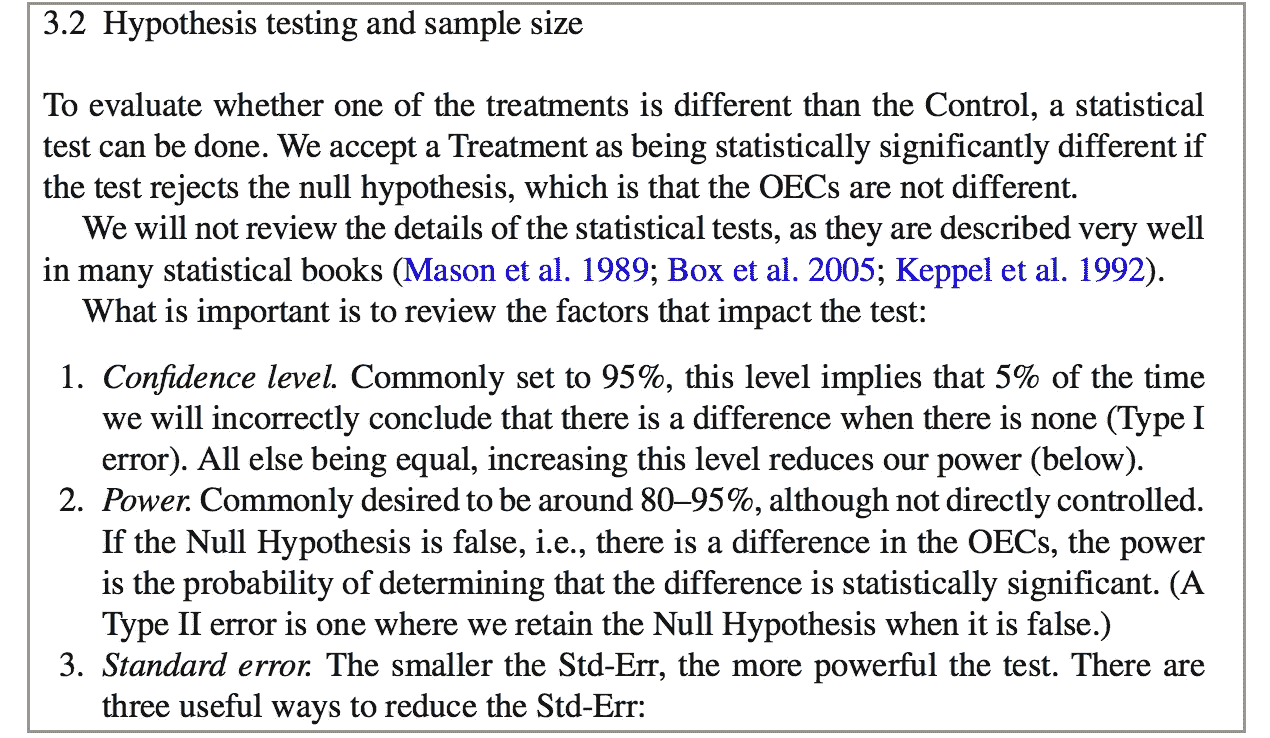 3.2 Hypothesis testing and sample size
To evaluate whether one of the treatments is different than the Control, a statistical
test can be done. We accept a Treatment as being statistically significantly different if
the test rejects the null hypothesis, which is that the OECs are not different.
We will not review the details of the statistical tests, as they are described very well
in many statistical books (Mason et al. 1989; Box et al. 2005; Keppel et al. 1992).
What is important is to review the factors that impact the test:
1. Confidence level. Commonly set to 95%, this level implies that 5% of the time
we will incorrectly conclude that there is a difference when there is none (Type I
error). All else being equal, increasing this level reduces our power (below).
2. Power. Commonly desired to be around 80–95%, although not directly controlled.
If the Null Hypothesis is false, i.e., there is a difference in the OECs, the power
is the probability of determining that the difference is statistically significant. (A
Type II error is one where we retain the Null Hypothesis when it is false.)
3. Standard error. The smaller the Std-Err, the more powerful the test. There are
three useful ways to reduce the Std-Err: